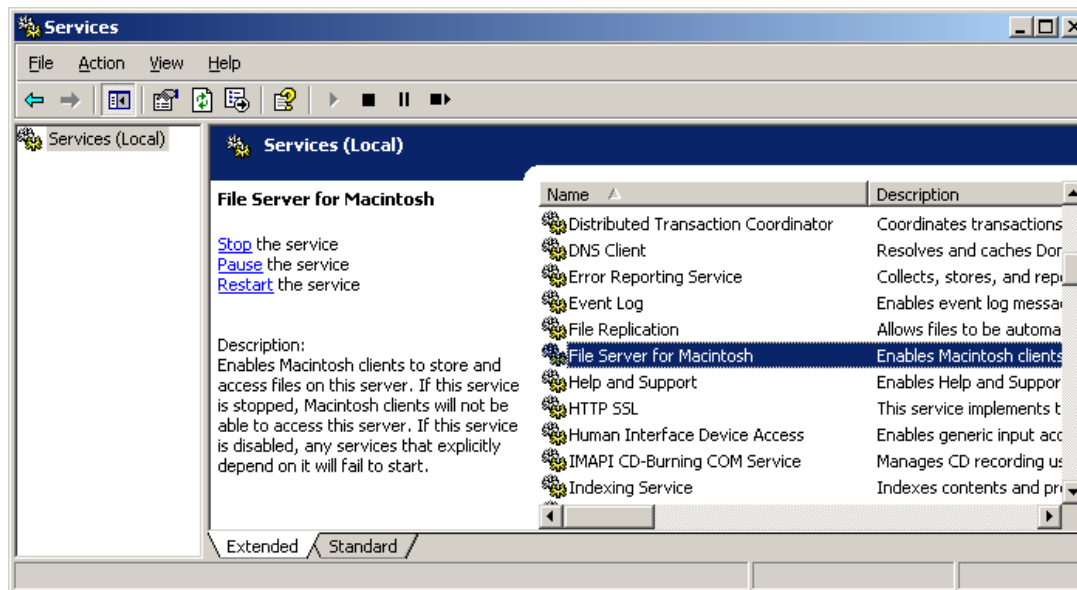 Services
File Action View Help
Services (Local)
Services (Local)
File Server for Macintosh
Stop the service
Pause the service
Restart the service
Description:
Enables Macintosh clients to store and
access files on this server. If this service
is stopped, Macintosh clients will not be
able to access this server. If this service
is disabled, any services that explicitly
depend on it will fail to start.
Name Description
Distributed Transaction Coordinator Coordinates transactions
DNS Client Resolves and caches Dor
Error Reporting Service Collects, stores, and rep
Event Log Enables event log messa
File Replication Allows files to be automa
File Server for Macintosh Enables Macintosh clients
Help and Support Enables Help and Suppor
HTTP SSL This service implements t
Human Interface Device Access Enables generic input acc
IMAPI CD-Burning COM Service Manages CD recording us
Indexing Service Indexes contents and pr
Extended Standard